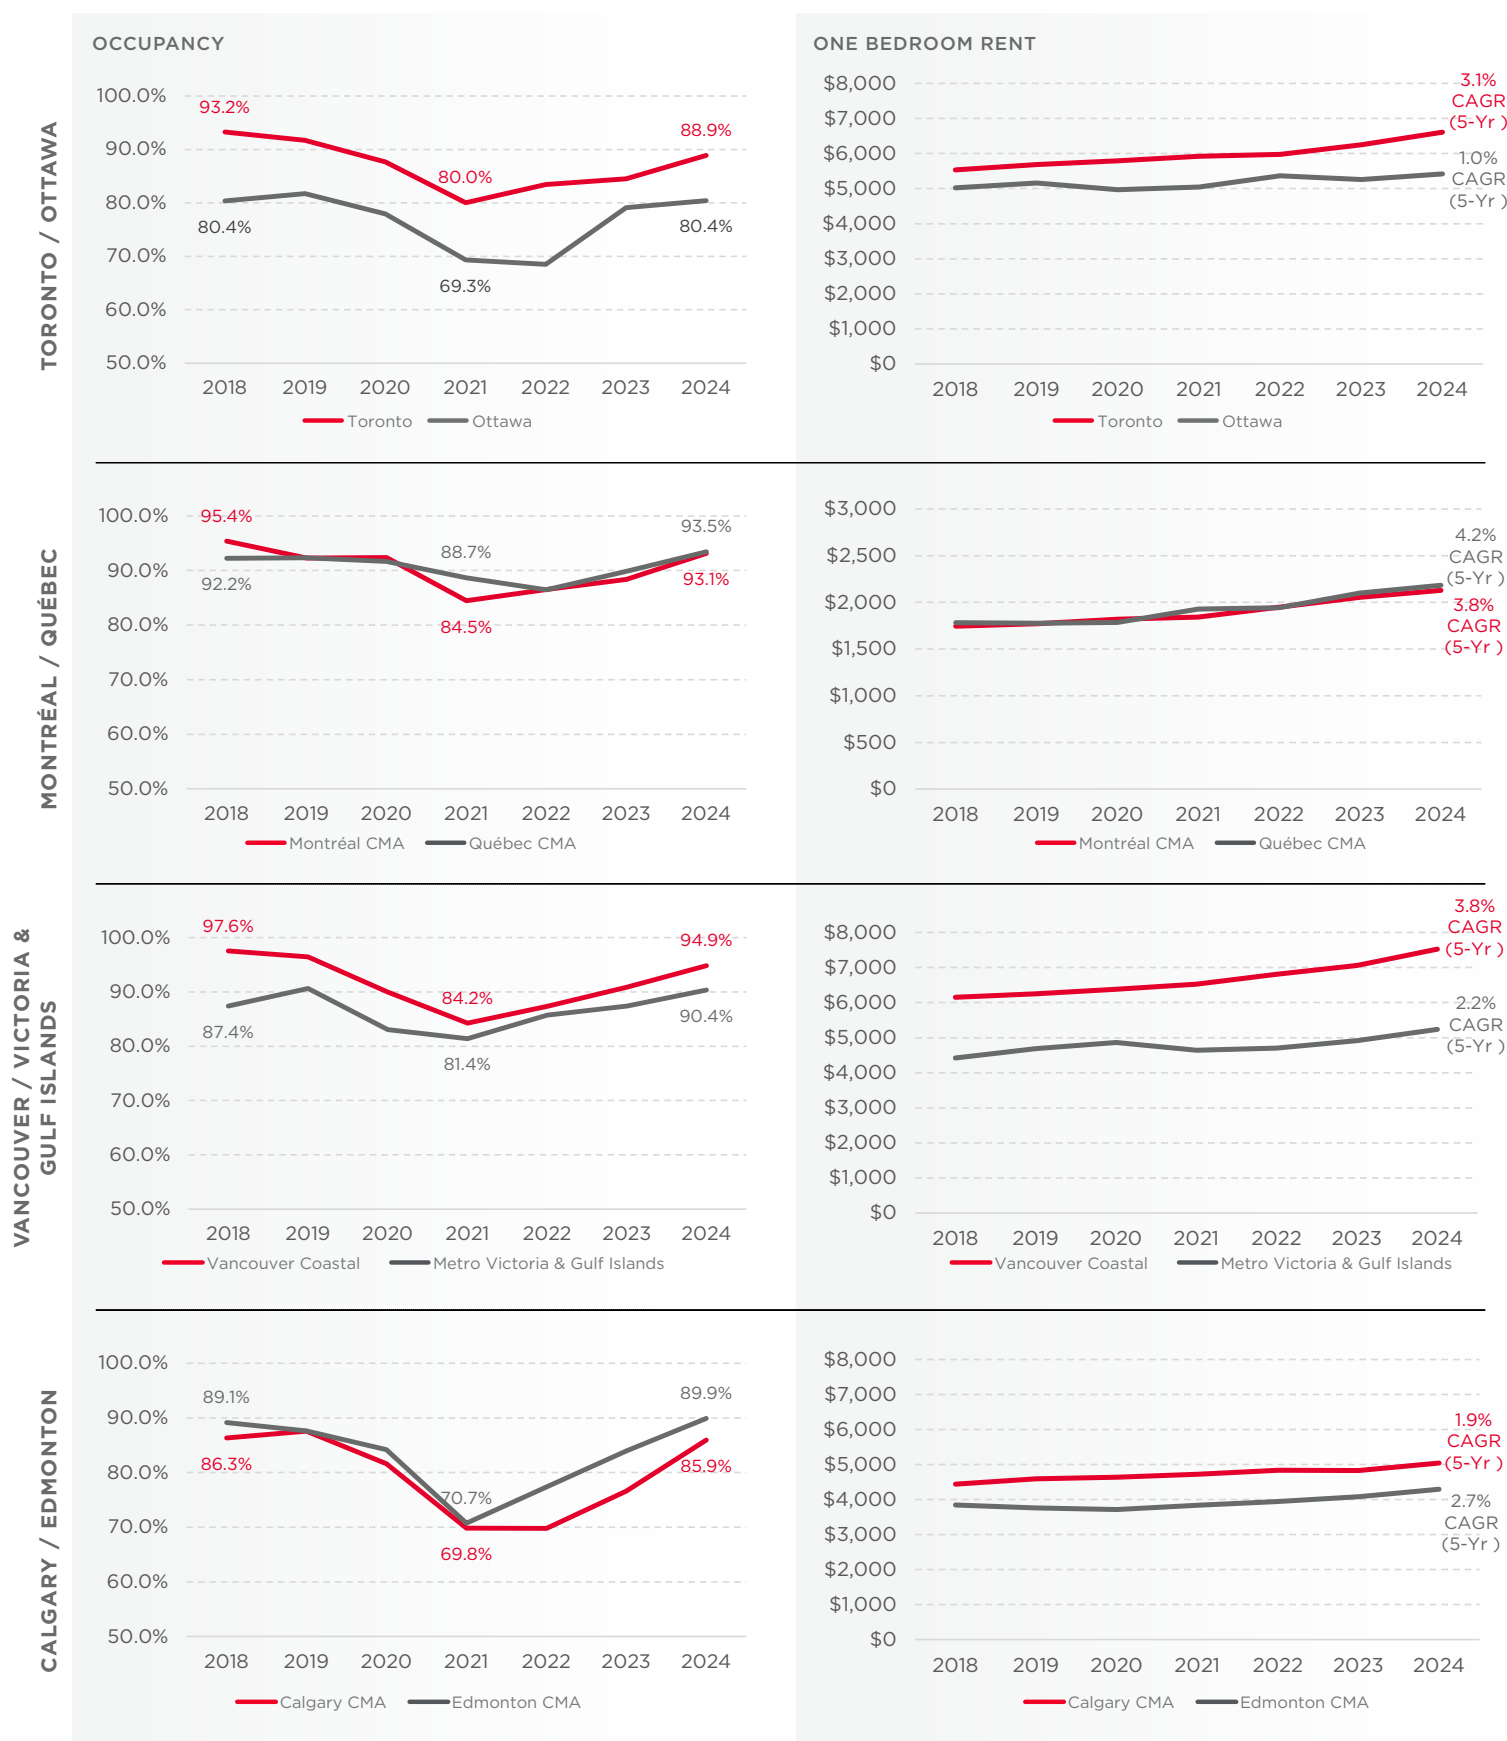 OCCUPANCY
TORONTO / OTTAWA
100.0%
90.0%
80.0%
70.0%
60.0%
50.0%
93.2%
80.0%
88.9%
80.4%
69.3%
80.4%
2018 2019 2020 2021 2022 2023 2024
Toronto Ottawa
ONE BEDROOM RENT
$8,000
$7,000
$6,000
$5,000
$4,000
$3,000
$2,000
$1,000
$0
3.1%
CAGR
(5-Yr )
1.0%
CAGR
(5-Yr )
2018 2019 2020 2021 2022 2023 2024
Toronto Ottawa
MONTRÉAL / QUÉBEC
100.0%
90.0%
80.0%
70.0%
60.0%
50.0%
95.4%
92.2%
88.7%
84.5%
93.5%
93.1%
2018 2019 2020 2021 2022 2023 2024
Montréal CMA Québec CMA
$3,000
$2,500
$2,000
$1,500
$1,000
$500
$0
4.2%
CAGR
(5-Yr )
3.8%
CAGR
(5-Yr )
2018 2019 2020 2021 2022 2023 2024
Montréal CMA Québec CMA
VANCOUVER / VICTORIA &
GULF ISLANDS
100.0%
90.0%
80.0%
70.0%
60.0%
50.0%
97.6%
87.4%
84.2%
81.4%
94.9%
90.4%
2018 2019 2020 2021 2022 2023 2024
Vancouver Coastal Metro Victoria & Gulf Islands
$8,000
$7,000
$6,000
$5,000
$4,000
$3,000
$2,000
$1,000
$0
3.8%
CAGR
(5-Yr )
2.2%
CAGR
(5-Yr )
2018 2019 2020 2021 2022 2023 2024
Vancouver Coastal Metro Victoria & Gulf Islands
CALGARY / EDMONTON
100.0%
90.0%
80.0%
70.0%
60.0%
50.0%
89.1%
86.3%
70.7%
69.8%
89.9%
85.9%
2018 2019 2020 2021 2022 2023 2024
Calgary CMA Edmonton CMA
$8,000
$7,000
$6,000
$5,000
$4,000
$3,000
$2,000
$1,000
$0
1.9%
CAGR
(5-Yr )
2.7%
CAGR
(5-Yr )
2018 2019 2020 2021 2022 2023 2024
Calgary CMA Edmonton CMA